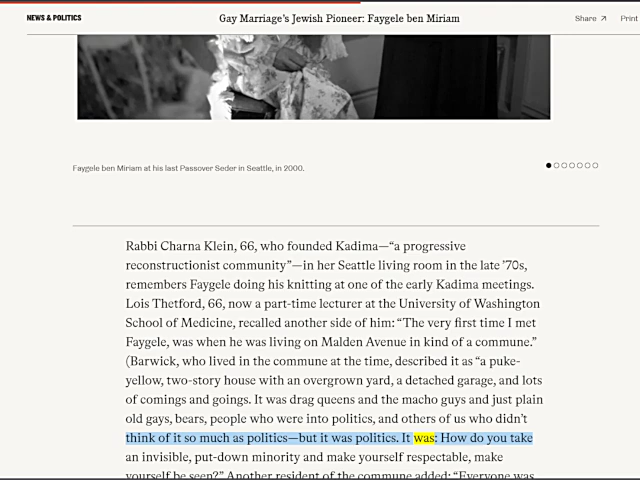 NEWS & POLITICS
Gay Marriage's Jewish Pioneer: Faygele ben Miriam
Share ↗ Print
Faygele ben Miriam at his last Passover Seder in Seattle, in 2000.
Rabbi Charna Klein, 66, who founded Kadima—“a progressive
reconstructionist community”—in her Seattle living room in the late ’70s,
remembers Faygele doing his knitting at one of the early Kadima meetings.
Lois Thetford, 66, now a part-time lecturer at the University of Washington
School of Medicine, recalled another side of him: “The very first time I met
Faygele, was when he was living on Malden Avenue in kind of a commune.”
(Barwick, who lived in the commune at the time, described it as “a puke-
yellow, two-story house with an overgrown yard, a detached garage, and lots
of comings and goings. It was drag queens and the macho guys and just plain
old gays, bears, people who were into politics, and others of us who didn’t
think of it so much as politics—but it was politics. It was: How do you take
an invisible, put-down minority and make yourself respectable, make
yourself be seen?” Another resident of the commune added: “Everyone was